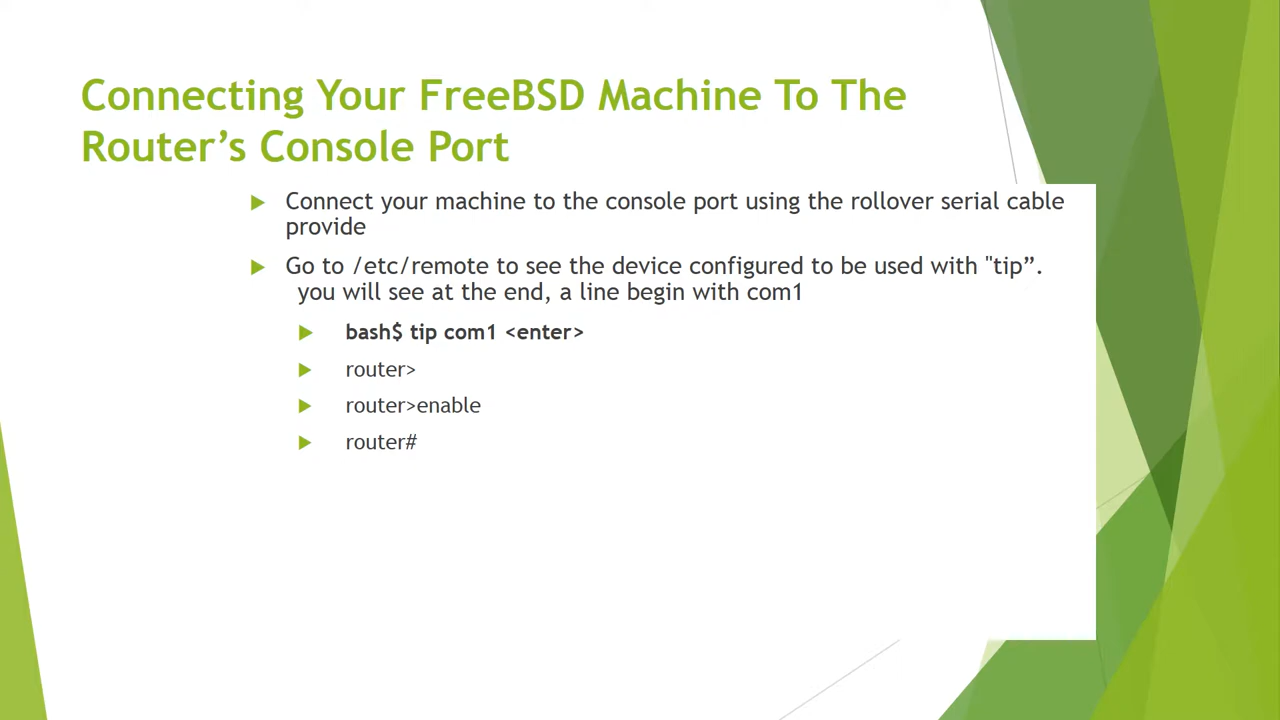 Connecting Your FreeBSD Machine To The
Router’s Console Port
Connect your machine to the console port using the rollover serial cable
provide
Go to /etc/remote to see the device configured to be used with "tip”.
you will see at the end, a line begin with com1
bash$ tip com1 <enter>
router>
router>enable
router#